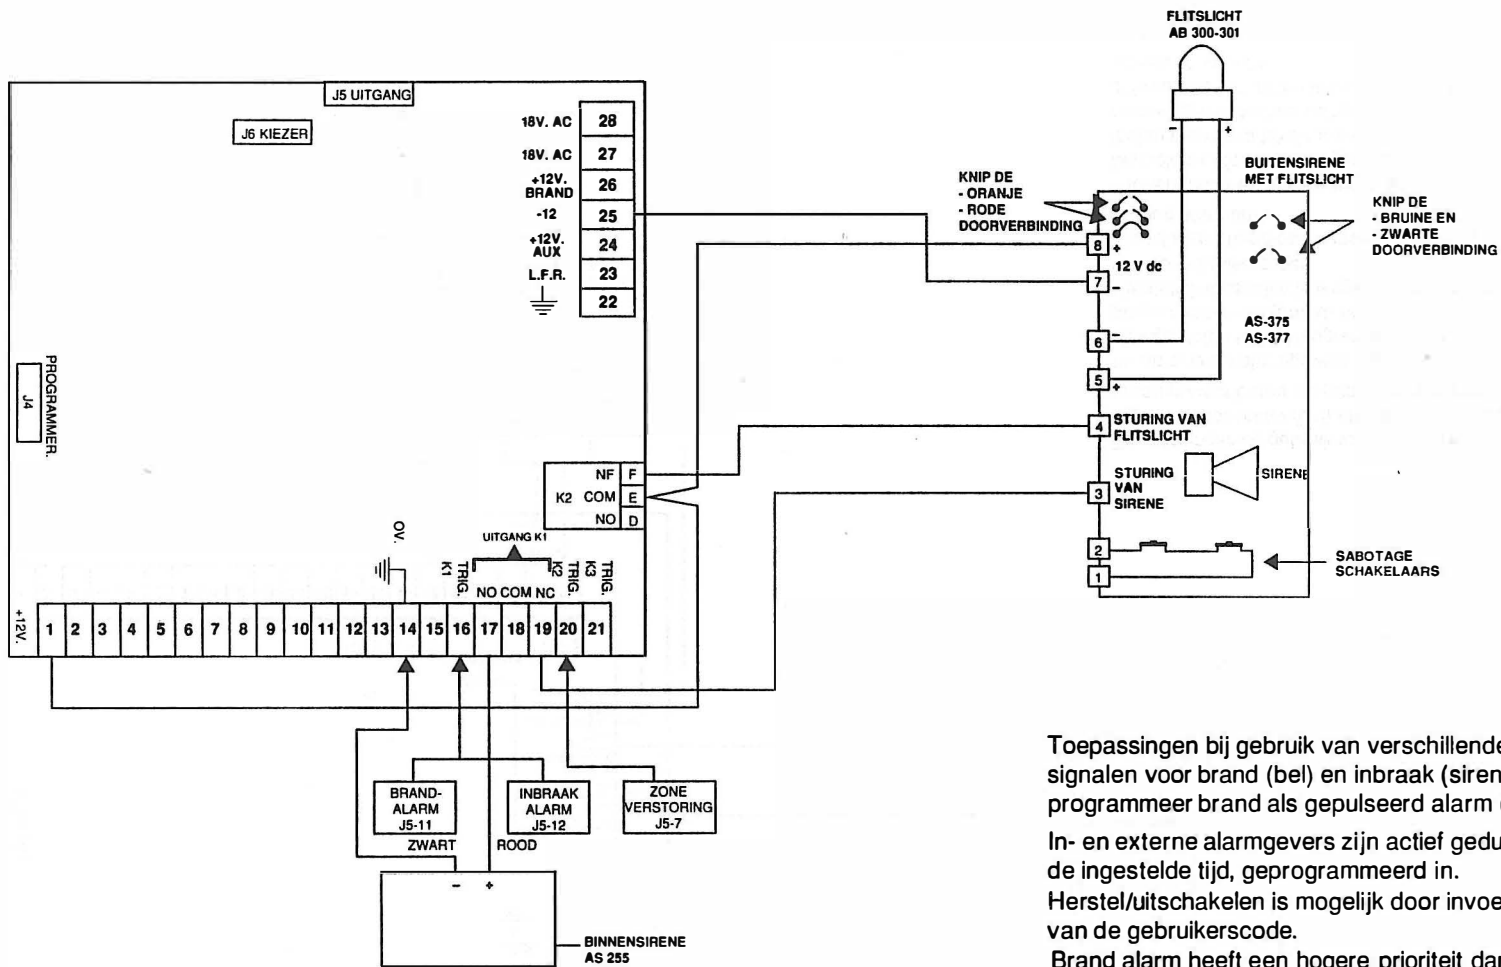 FLITSLICHT
AB 300-301
- +
J5 UITGANG
J6 KIEZER
18V. AC 28
18V. AC 27
+12V.
BRAND 26
-12 25
+12V.
AUX 24
L.F.R. 23
22
PROGRAMMER.
J4
KNIP DE
- ORANJE
- RODE
DOORVERBINDING
BUITENSIRENE
MET FLITSLICHT
KNIP DE
- BRUINE EN
- ZWARTE
DOORVERBINDING
8 +
12 V dc
7 -
6 -
5 +
AS-375
AS-377
4 STURING VAN
FLITSLICHT
3 STURING
VAN
SIRENE
SIRENE
2
1
SABOTAGE
SCHAKELAARS
NF F
K2 COM E
NO D
UITGANG K1
OV.
TRIG.
K1
NO COM NC
TRIG.
K2
TRIG.
K3
+12V.
1 2 3 4 5 6 7 8 9 10 11 12 13 14 15 16 17 18 19 20 21
BRAND-
ALARM
J5-11
INBRAAK
ALARM
J5-12
ZONE
VERSTORING
J5-7
ZWART ROOD
- +
BINNENSIRENE
AS 255
Toepassingen bij gebruik van verschillende
signalen voor brand (bel) en inbraak (siren
programmeer brand als gepulseerd alarm
In- en externe alarmgevers zijn actief gedu
de ingestelde tijd, geprogrammeerd in.
Herstel/uitschakelen is mogelijk door invoe
van de gebruikerscode.
Brand alarm heeft een hogere prioriteit dan